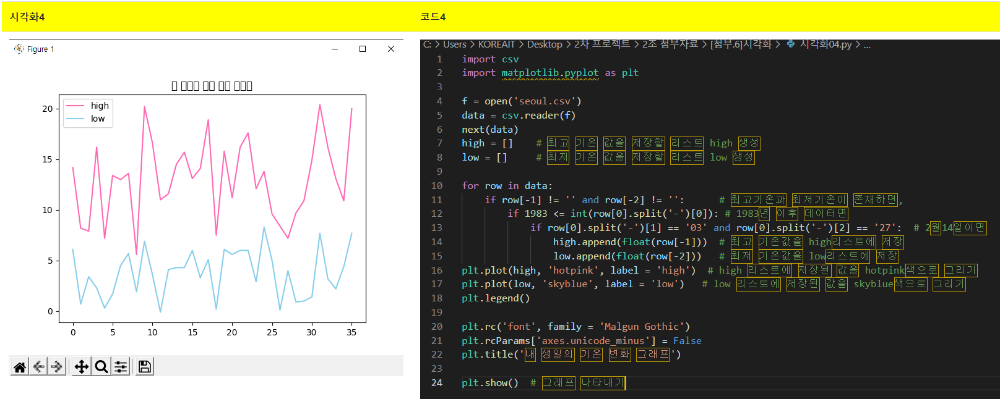 시각화4
코드4
Figure 1
high
low
20
15
10
5
0
0 5 10 15 20 25 30 35
C: > Users > KOREAIT > Desktop > 2차 프로젝트 > 2조 첨부자료 > [첨부.6]시각화 > 시각화04.py > ...
1 import csv
2 import matplotlib.pyplot as plt
3
4 f = open('seoul.csv')
5 data = csv.reader(f)
6 next(data)
7 high = [] # 최고 기온 값을 저장할 리스트 high 생성
8 low = [] # 최저 기온 값을 저장할 리스트 low 생성
9
10 for row in data:
11 if row[-1] != '' and row[-2] != '': # 최고기온과 최저기온이 존재하면,
12 if 1983 <= int(row[0].split('-')[0]): # 1983년 이후 데이터면
13 if row[0].split('-')[1] == '03' and row[0].split('-')[2] == '27': # 2월14일이면
14 high.append(float(row[-1])) # 최고 기온값을 high리스트에 저장
15 low.append(float(row[-2])) # 최저 기온값을 low리스트에 저장
16 plt.plot(high, 'hotpink', label = 'high') # high 리스트에 저장된 값을 hotpink색으로 그리기
17 plt.plot(low, 'skyblue', label = 'low') # low 리스트에 저장된 값을 skyblue색으로 그리기
18 plt.legend()
19
20 plt.rc('font', family = 'Malgun Gothic')
21 plt.rcParams['axes.unicode_minus'] = False
22 plt.title('내 생일의 기온 변화 그래프')
23
24 plt.show() # 그래프 나타내기